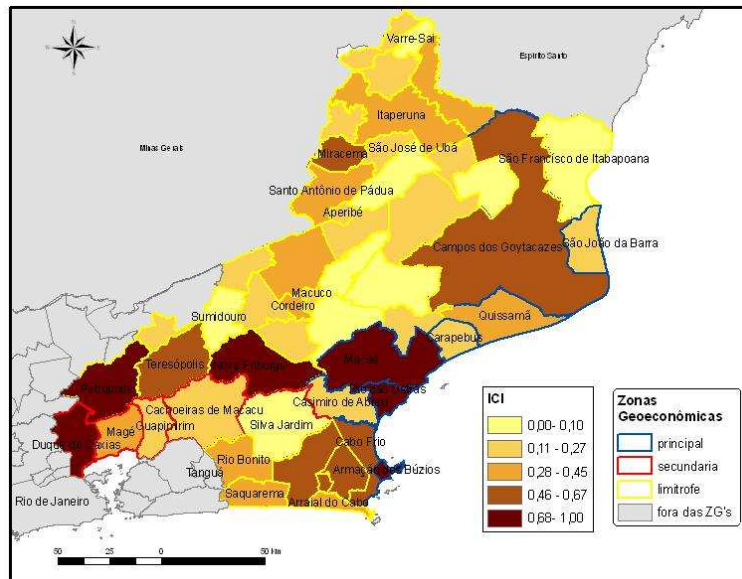 N
Varre-Sai
Espírito Santo
Itaperuna
Minas Gerais
Miracema
São José de Ubá
São Francisco de Itabapoana
Santo Antônio de Pádua
Aperibé
Campos dos Goytacazes
São João da Barra
Macuco
Cordeiro
Sumidouro
Quissamã
Carapebus
Teresópolis
Nova Friburgo
Macaé
Petrópolis
Rio das Ostras
Cachoeiras de Macacu
Casimiro de Abreu
Duque de Caxias
Magé
Guapimirim
Silva Jardim
Cabo Frio
Tanguá
Rio Bonito
Armação dos Búzios
Rio de Janeiro
Saquarema
Arraial do Cabo
50 25 0 50 km
ICI
0,00- 0,10
0,11 - 0,27
0,28 - 0,45
0,46 - 0,67
0,68- 1,00
Zonas
Geoeconômicas
principal
secundaria
limitrofe
fora das ZG's